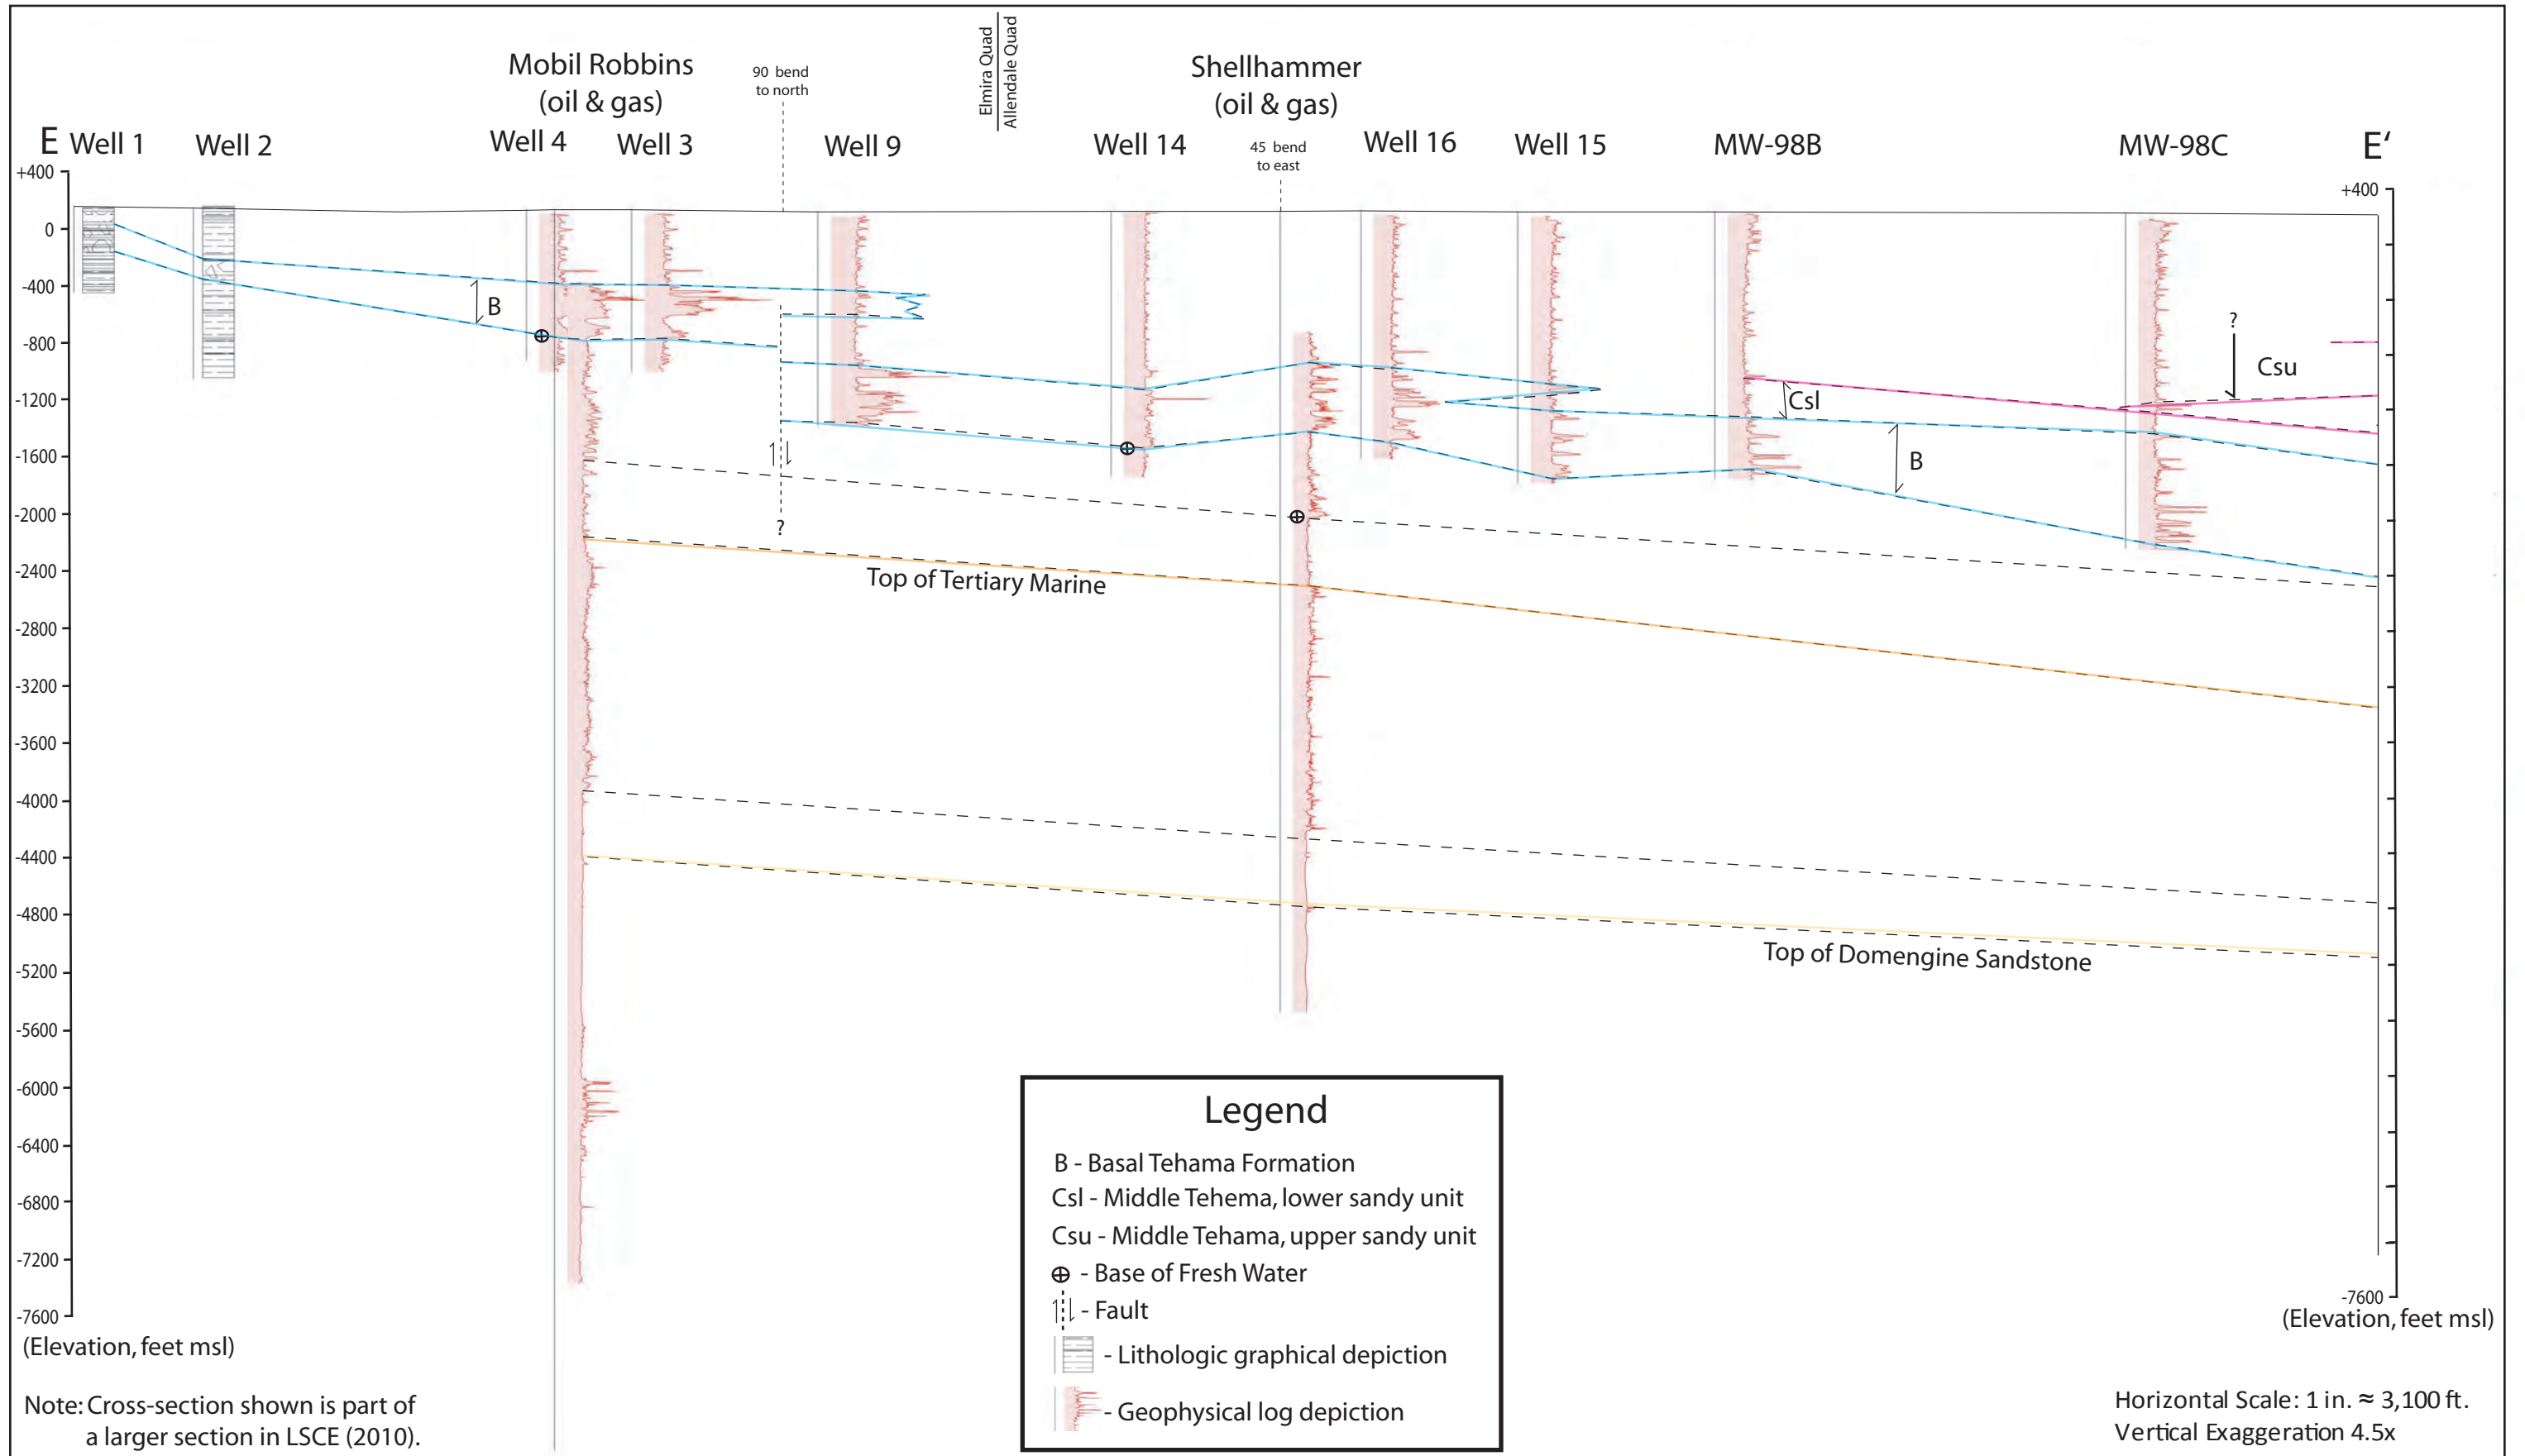 Elmira Quad
Allendale Quad
Mobil Robbins
(oil & gas)
90 bend
to north
Shellhammer
(oil & gas)
45 bend
to east
E
Well 1
Well 2
Well 4
Well 3
Well 9
Well 14
Well 16
Well 15
MW-98B
MW-98C
E‘
+400
0
-400
-800
-1200
-1600
-2000
-2400
-2800
-3200
-3600
-4000
-4400
-4800
-5200
-5600
-6000
-6400
-6800
-7200
-7600
(Elevation, feet msl)
+400
-7600
(Elevation, feet msl)
B
?
Csl
B
?
Csu
Top of Tertiary Marine
Top of Domengine Sandstone
Legend
B - Basal Tehama Formation
Csl - Middle Tehema, lower sandy unit
Csu - Middle Tehama, upper sandy unit
- Base of Fresh Water
- Fault
- Lithologic graphical depiction
- Geophysical log depiction
Note: Cross-section shown is part of
a larger section in LSCE (2010).
Horizontal Scale: 1 in. ≈ 3,100 ft.
Vertical Exaggeration 4.5x